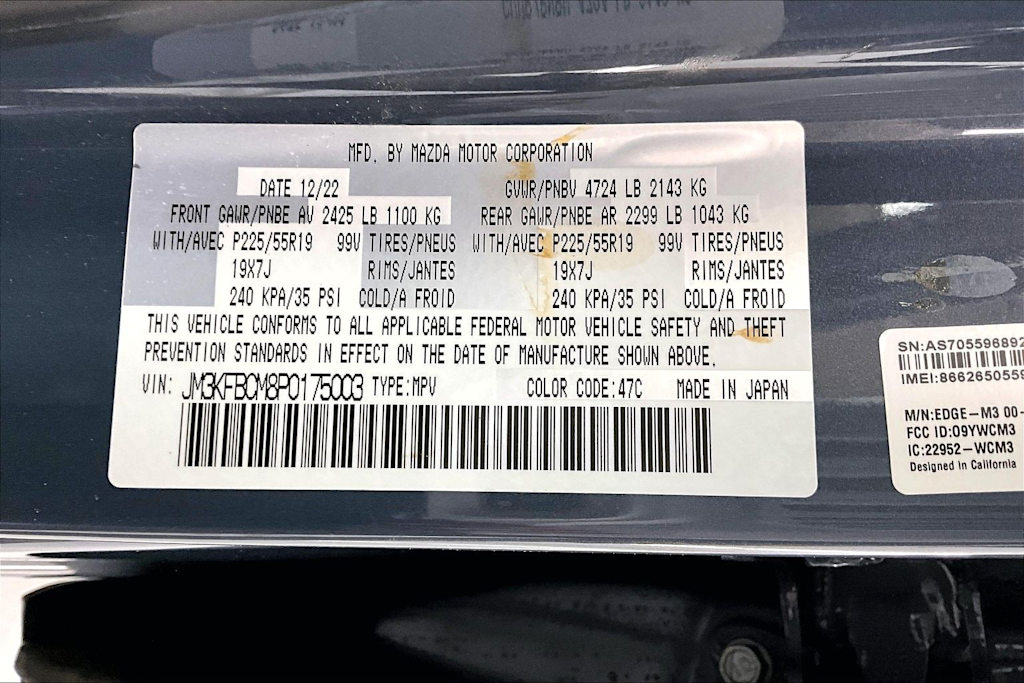 MFD. BY MAZDA MOTOR CORPORATION
DATE 12/22 GVWR/PNBV 4724 LB 2143 KG
FRONT GAWR/PNBE AV 2425 LB 1100 KG REAR GAWR/PNBE AR 2299 LB 1043 KG
WITH/AVEC P225/55R19 99V TIRES/PNEUS WITH/AVEC P225/55R19 99V TIRES/PNEUS
19X7J RIMS/JANTES 19X7J RIMS/JANTES
240 KPA/35 PSI COLD/A FROID 240 KPA/35 PSI COLD/A FROID
THIS VEHICLE CONFORMS TO ALL APPLICABLE FEDERAL MOTOR VEHICLE SAFETY AND THEFT
PREVENTION STANDARDS IN EFFECT ON THE DATE OF MANUFACTURE SHOWN ABOVE.
VIN: JM3KFBCM8P0175003 TYPE:MPV COLOR CODE:47C MADE IN JAPAN
SN:AS705596892
IMEI:8662650559
M/N:EDGE-M3 00-
FCC ID:O9YWCM3
IC:22952-WCM3
Designed in California